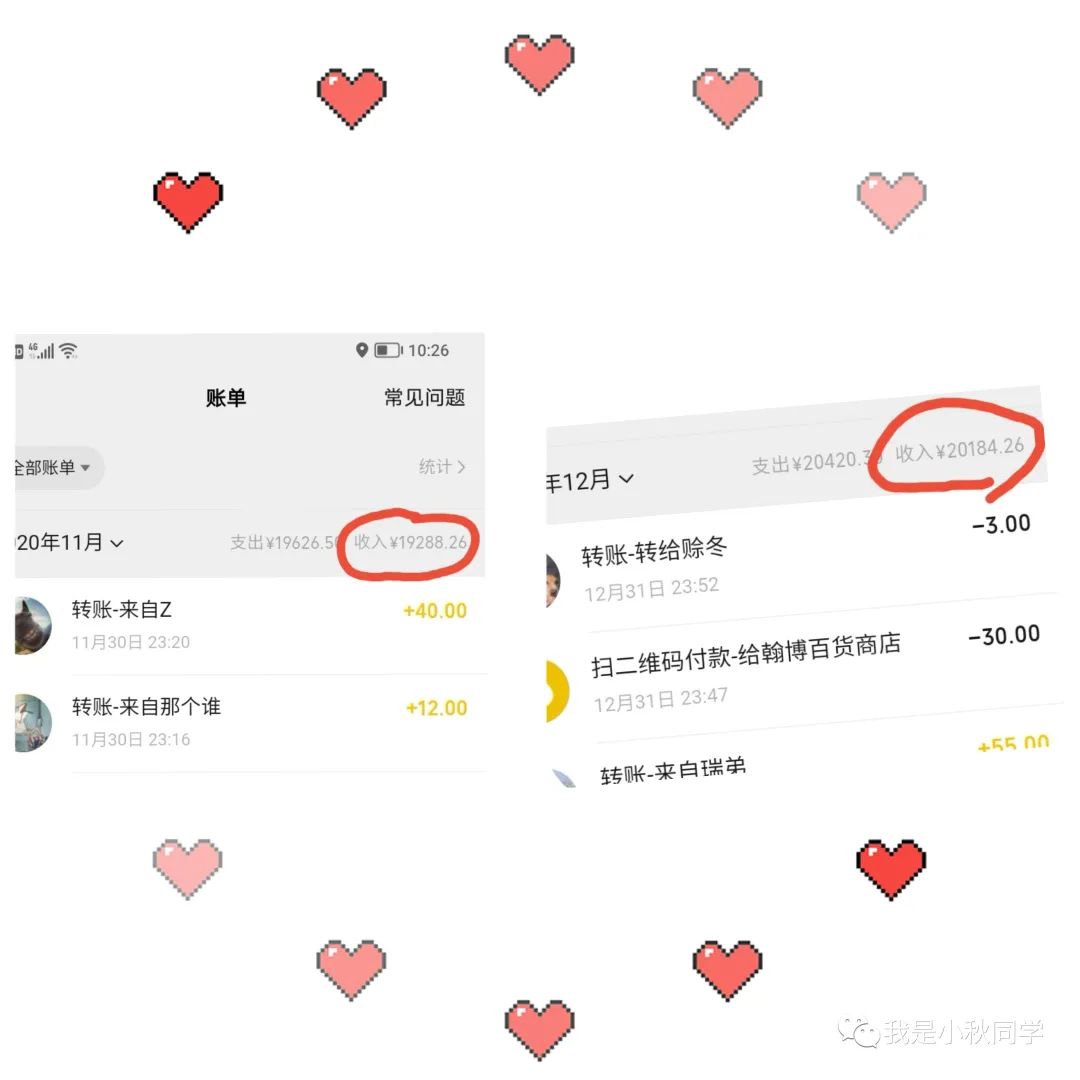 4G
10:26
账单
常见问题
全部账单
统计
20年11月
支出¥19626.5
收入¥19288.26
转账-来自Z
+40.00
11月30日 23:20
转账-来自那个谁
+12.00
11月30日 23:16
年12月
支出¥20420.3
收入¥20184.26
-3.00
转账-转给赊冬
12月31日 23:52
扫二维码付款-给翰博百货商店
-30.00
12月31日 23:47
+55.00
转账-来自瑞弟
我是小秋同学